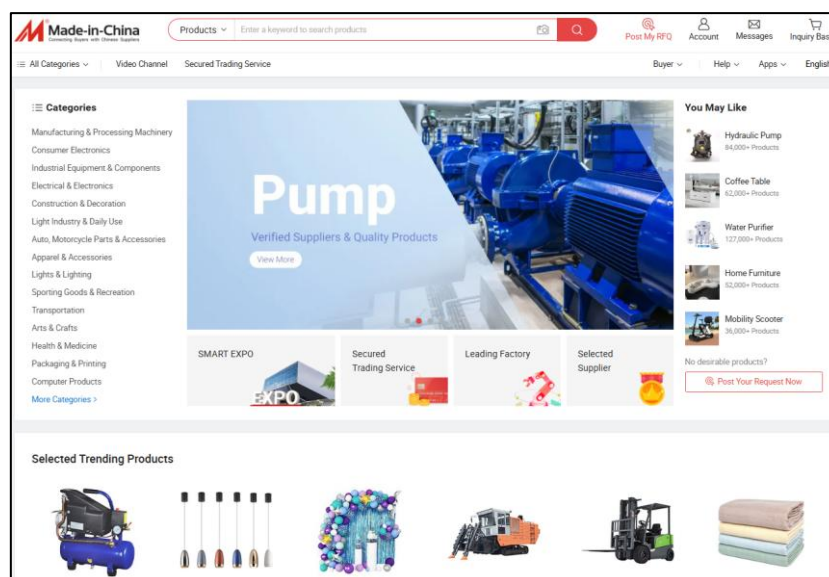 Made-in-China
Connecting Buyers with Chinese Suppliers
Products
Enter a keyword to search products
Post My RFQ
Account
Messages
Inquiry Bas
All Categories
Video Channel
Secured Trading Service
Buyer
Help
Apps
English
Categories
Manufacturing & Processing Machinery
Consumer Electronics
Industrial Equipment & Components
Electrical & Electronics
Construction & Decoration
Light Industry & Daily Use
Auto, Motorcycle Parts & Accessories
Apparel & Accessories
Lights & Lighting
Sporting Goods & Recreation
Transportation
Arts & Crafts
Health & Medicine
Packaging & Printing
Computer Products
More Categories >
Pump
Verified Suppliers & Quality Products
View More
SMART EXPO
EXPO
Secured
Trading Service
Leading Factory
Selected
Supplier
You May Like
Hydraulic Pump
84,000+ Products
Coffee Table
62,000+ Products
Water Purifier
127,000+ Products
Home Furniture
52,000+ Products
Mobility Scooter
36,000+ Products
No desirable products?
Post Your Request Now
Selected Trending Products